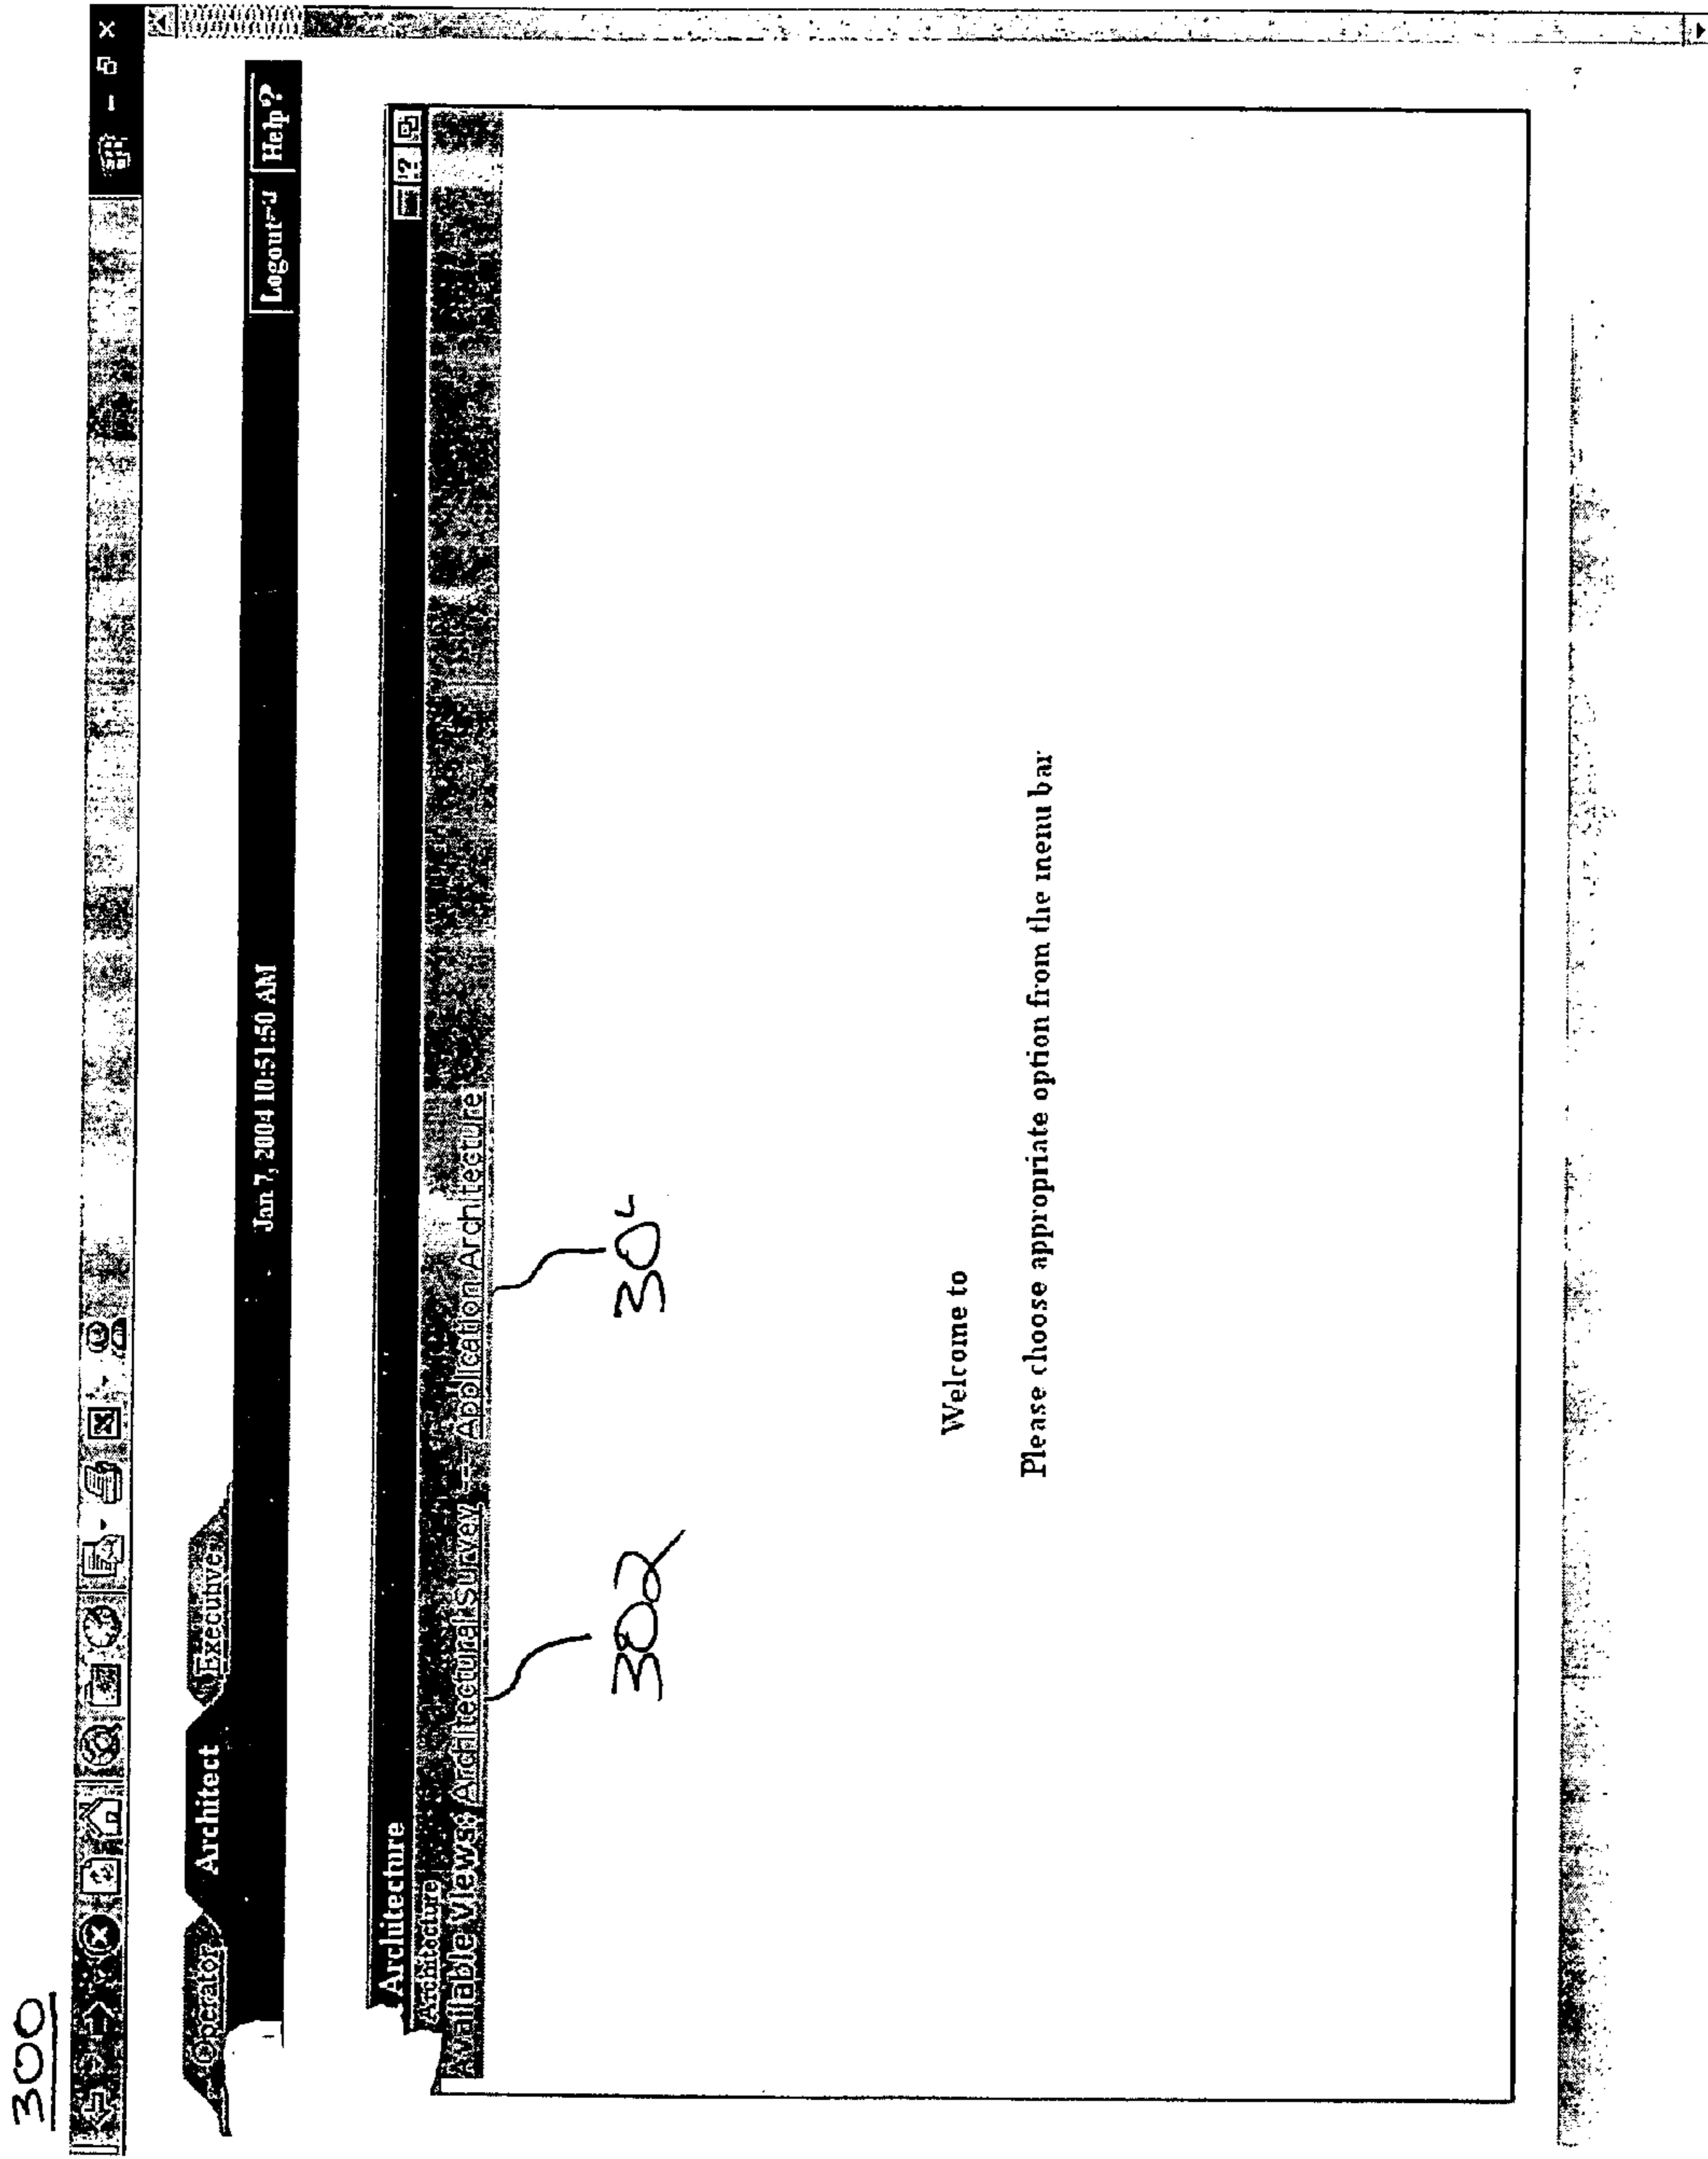 300
Operator Architect Executive
Jan 7, 2004 10:51:50 AM Logout Help?
Architecture
Architecture
Available Views: Architectural survey --- Application Architecture
302 304
Welcome to
Please choose appropriate option from the menu bar